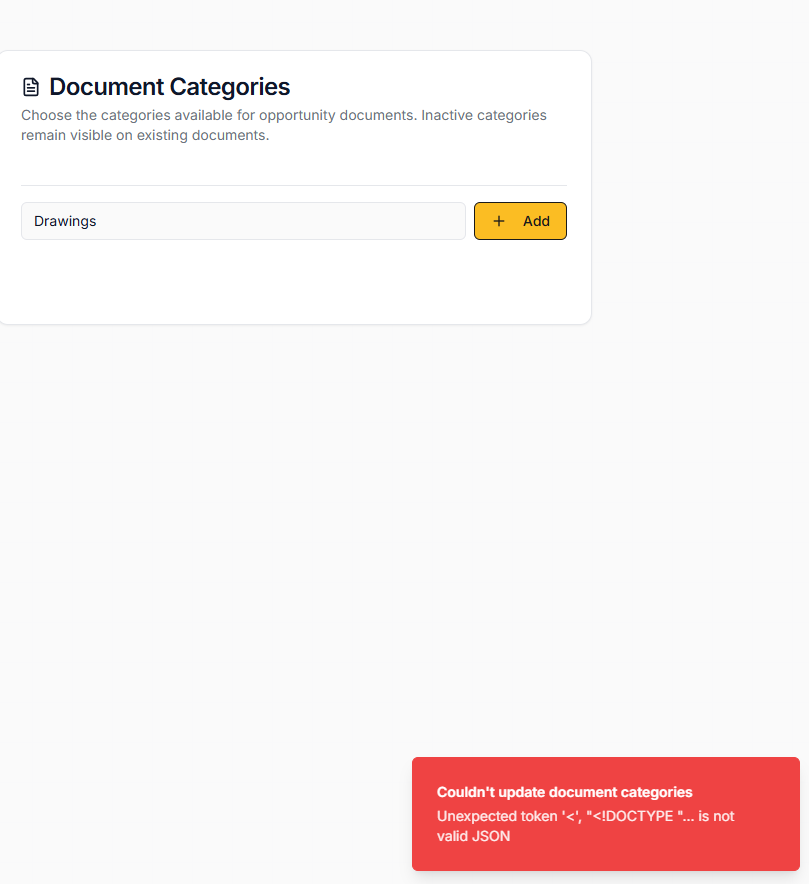 Document Categories
Choose the categories available for opportunity documents. Inactive categories
remain visible on existing documents.
Drawings
Add
Couldn't update document categories
Unexpected token '<', "<!DOCTYPE "... is not
valid JSON